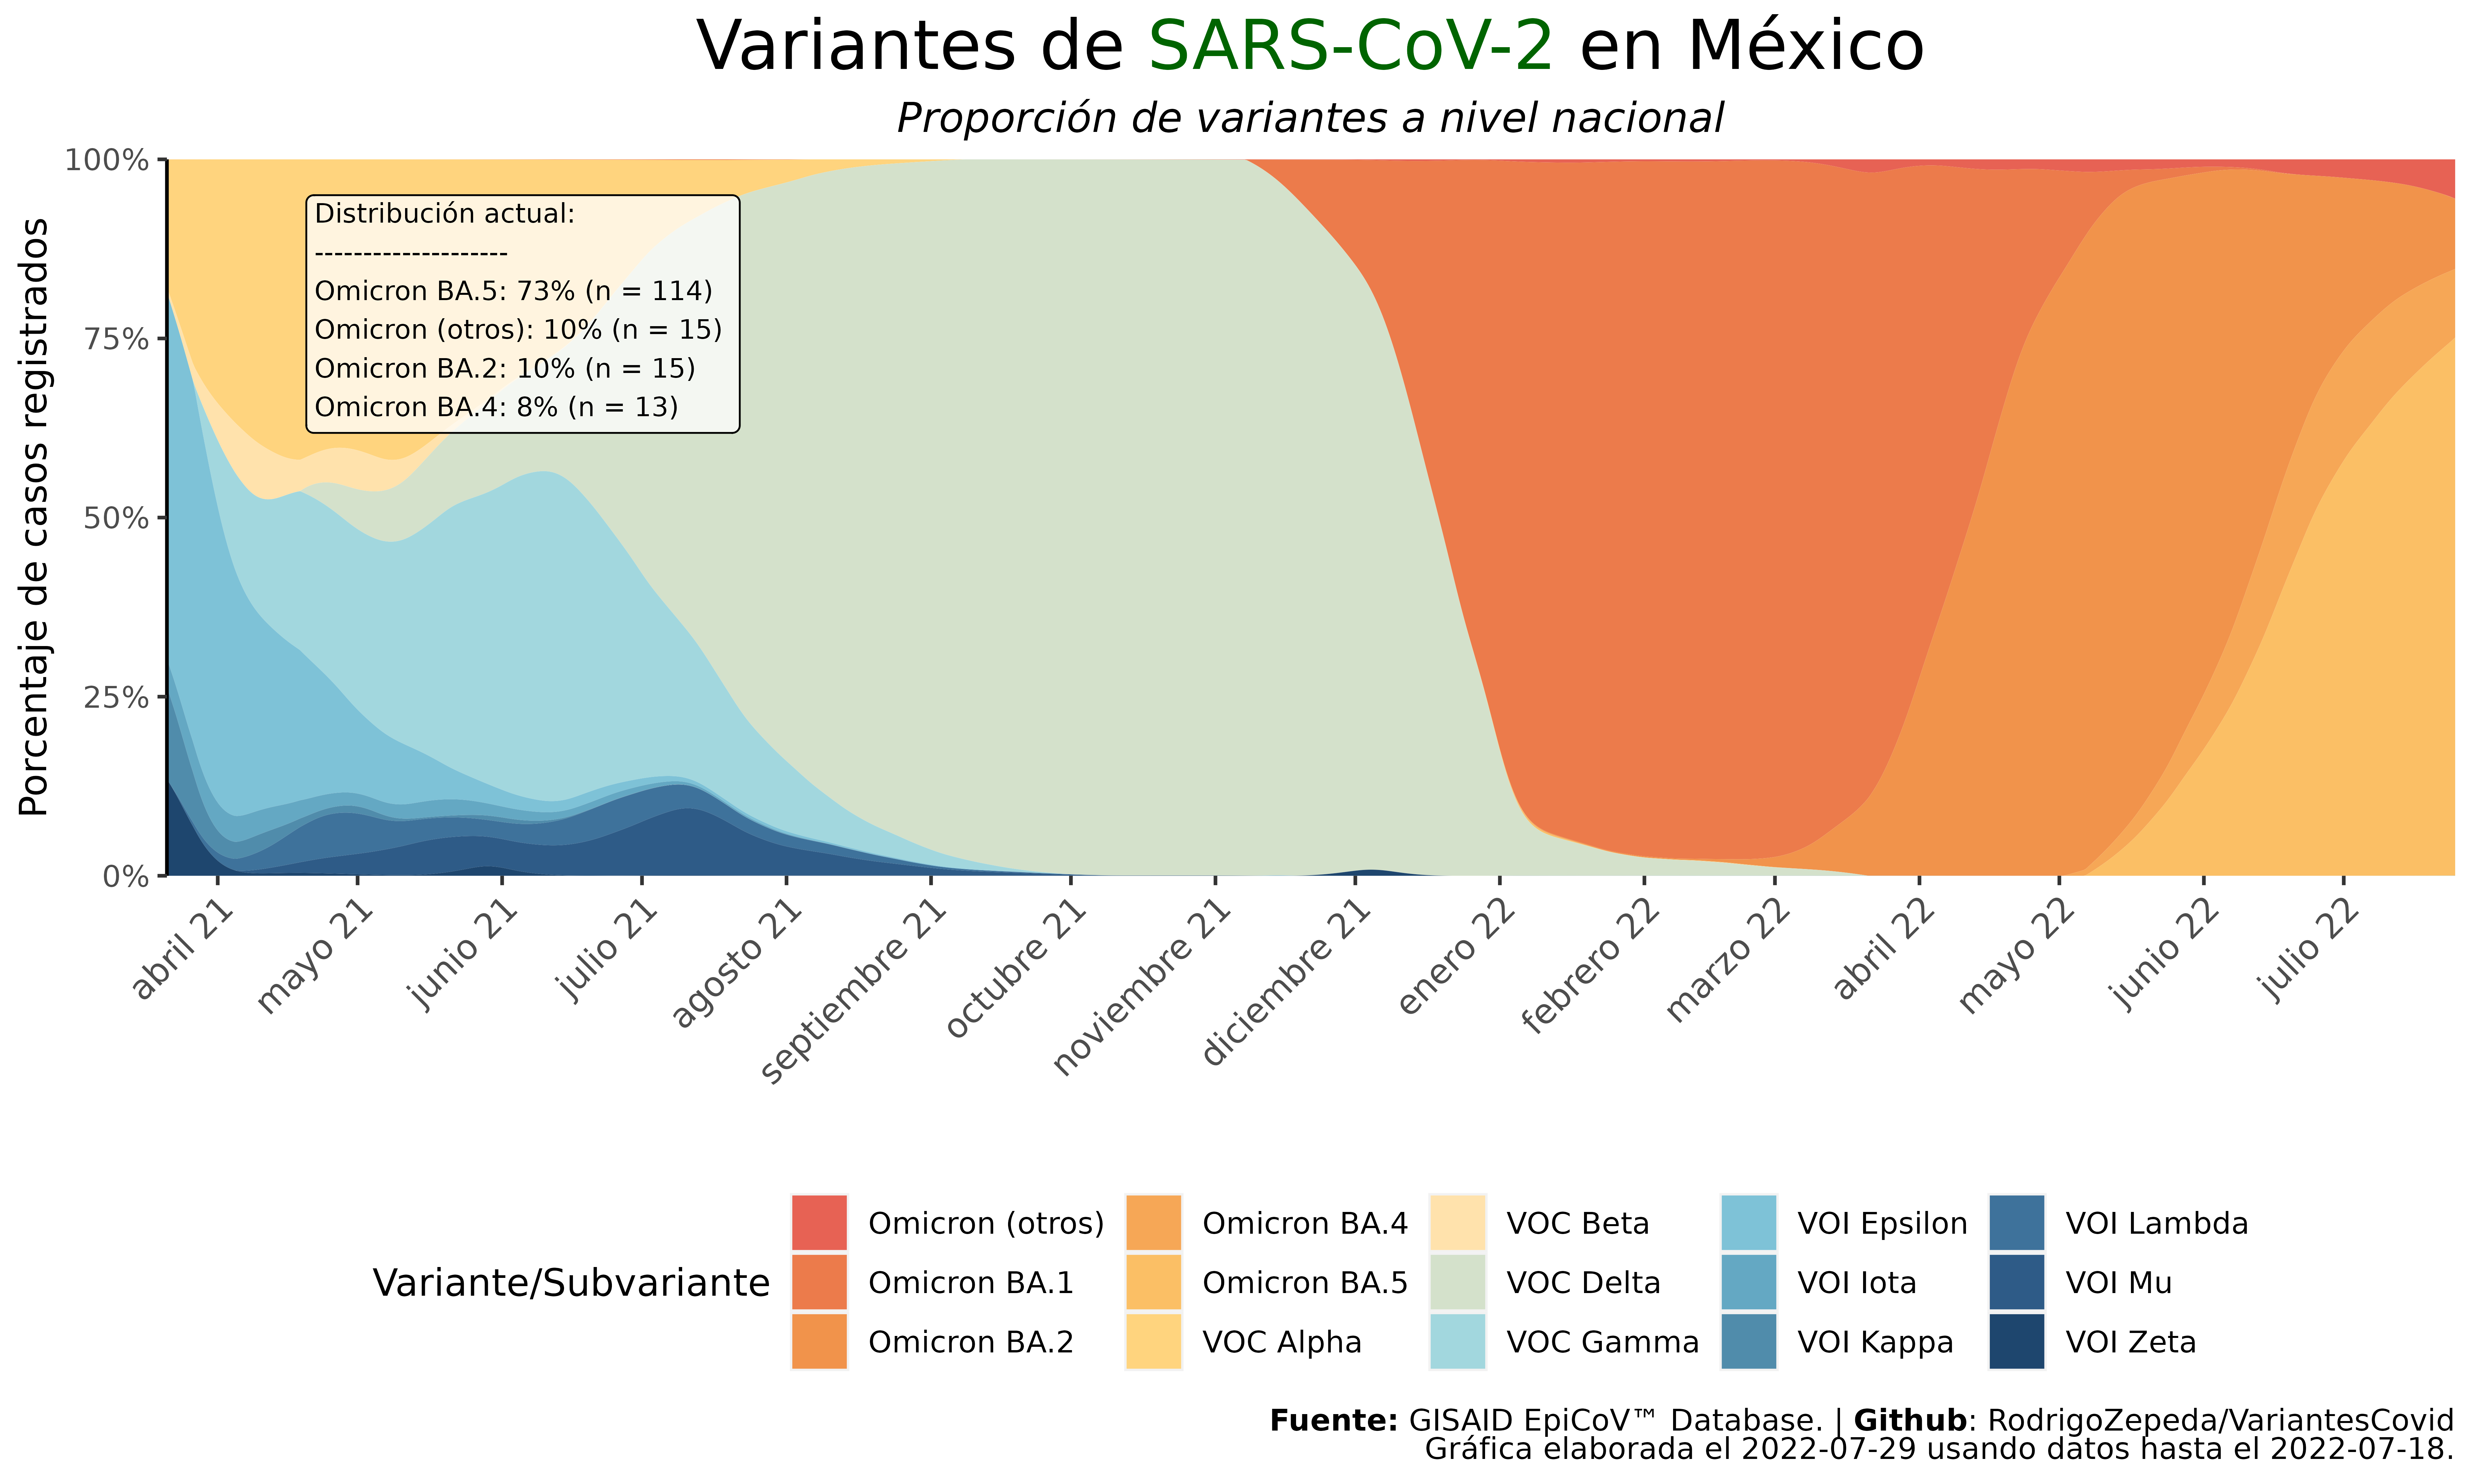 Variantes de SARS-CoV-2 en México
Proporción de variantes a nivel nacional
Porcentaje de casos registrados
100%
75%
50%
25%
0%
Distribución actual:
---------------------
Omicron BA.5: 73% (n = 114)
Omicron (otros): 10% (n = 15)
Omicron BA.2: 10% (n = 15)
Omicron BA.4: 8% (n = 13)
abril 21
mayo 21
junio 21
julio 21
agosto 21
septiembre 21
octubre 21
noviembre 21
diciembre 21
enero 22
febrero 22
marzo 22
abril 22
mayo 22
junio 22
julio 22
Variante/Subvariante
Omicron (otros)
Omicron BA.1
Omicron BA.2
Omicron BA.4
Omicron BA.5
VOC Alpha
VOC Beta
VOC Delta
VOC Gamma
VOI Epsilon
VOI Iota
VOI Kappa
VOI Lambda
VOI Mu
VOI Zeta
Fuente: GISAID EpiCoV™ Database. | Github: RodrigoZepeda/VariantesCovid
Gráfica elaborada el 2022-07-29 usando datos hasta el 2022-07-18.